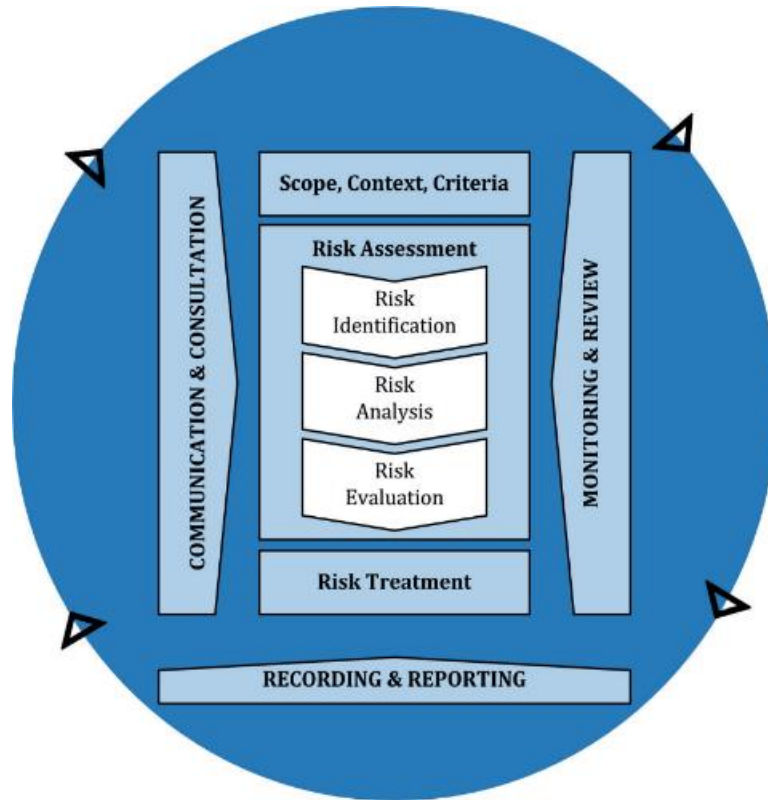 Scope, Context, Criteria
Risk Assessment
Risk
Identification
Risk
Analysis
Risk
Evaluation
Risk Treatment
COMMUNICATION & CONSULTATION
MONITORING & REVIEW
RECORDING & REPORTING